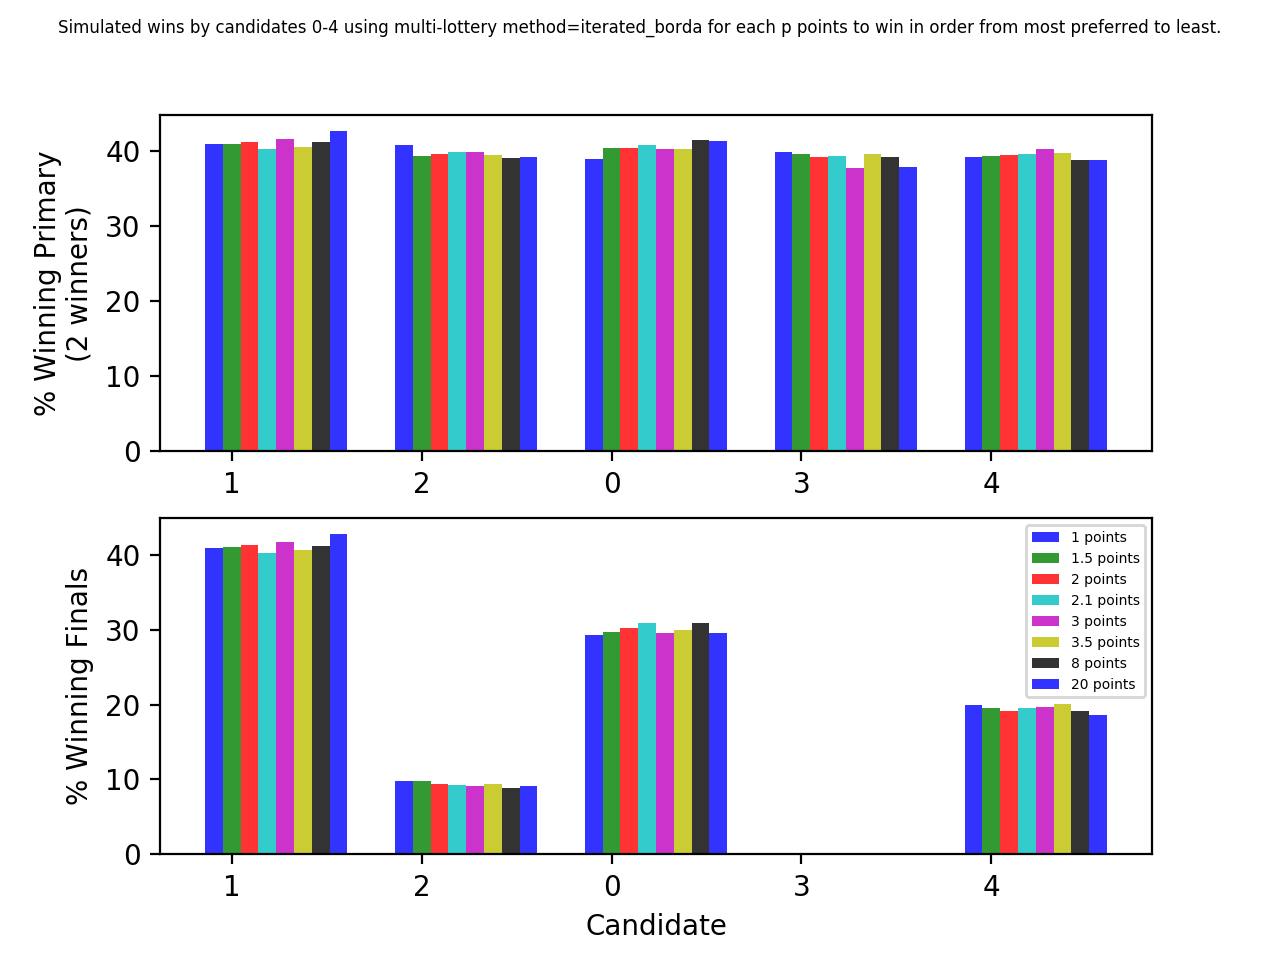 Simulated wins by candidates 0-4 using multi-lottery method=iterated_borda for each p points to win in order from most preferred to least.
% Winning Primary
(2 winners)
40
30
20
10
0
1 2 0 3 4
% Winning Finals
40
30
20
10
0
1 points
1.5 points
2 points
2.1 points
3 points
3.5 points
8 points
20 points
1 2 0 3 4
Candidate